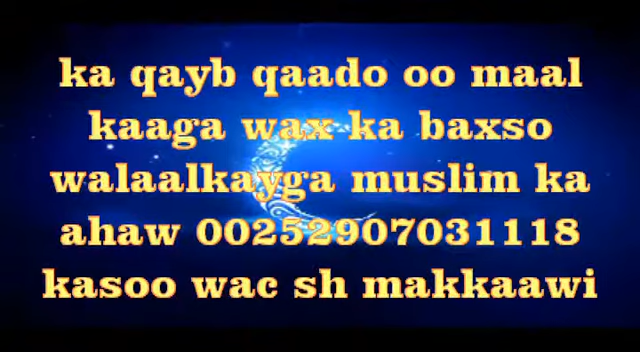 ka qayb qaado oo maal
kaaga wax ka baxso
walaalkayga muslim ka
ahaw 00252907031118
kasoo wac sh makkaawi